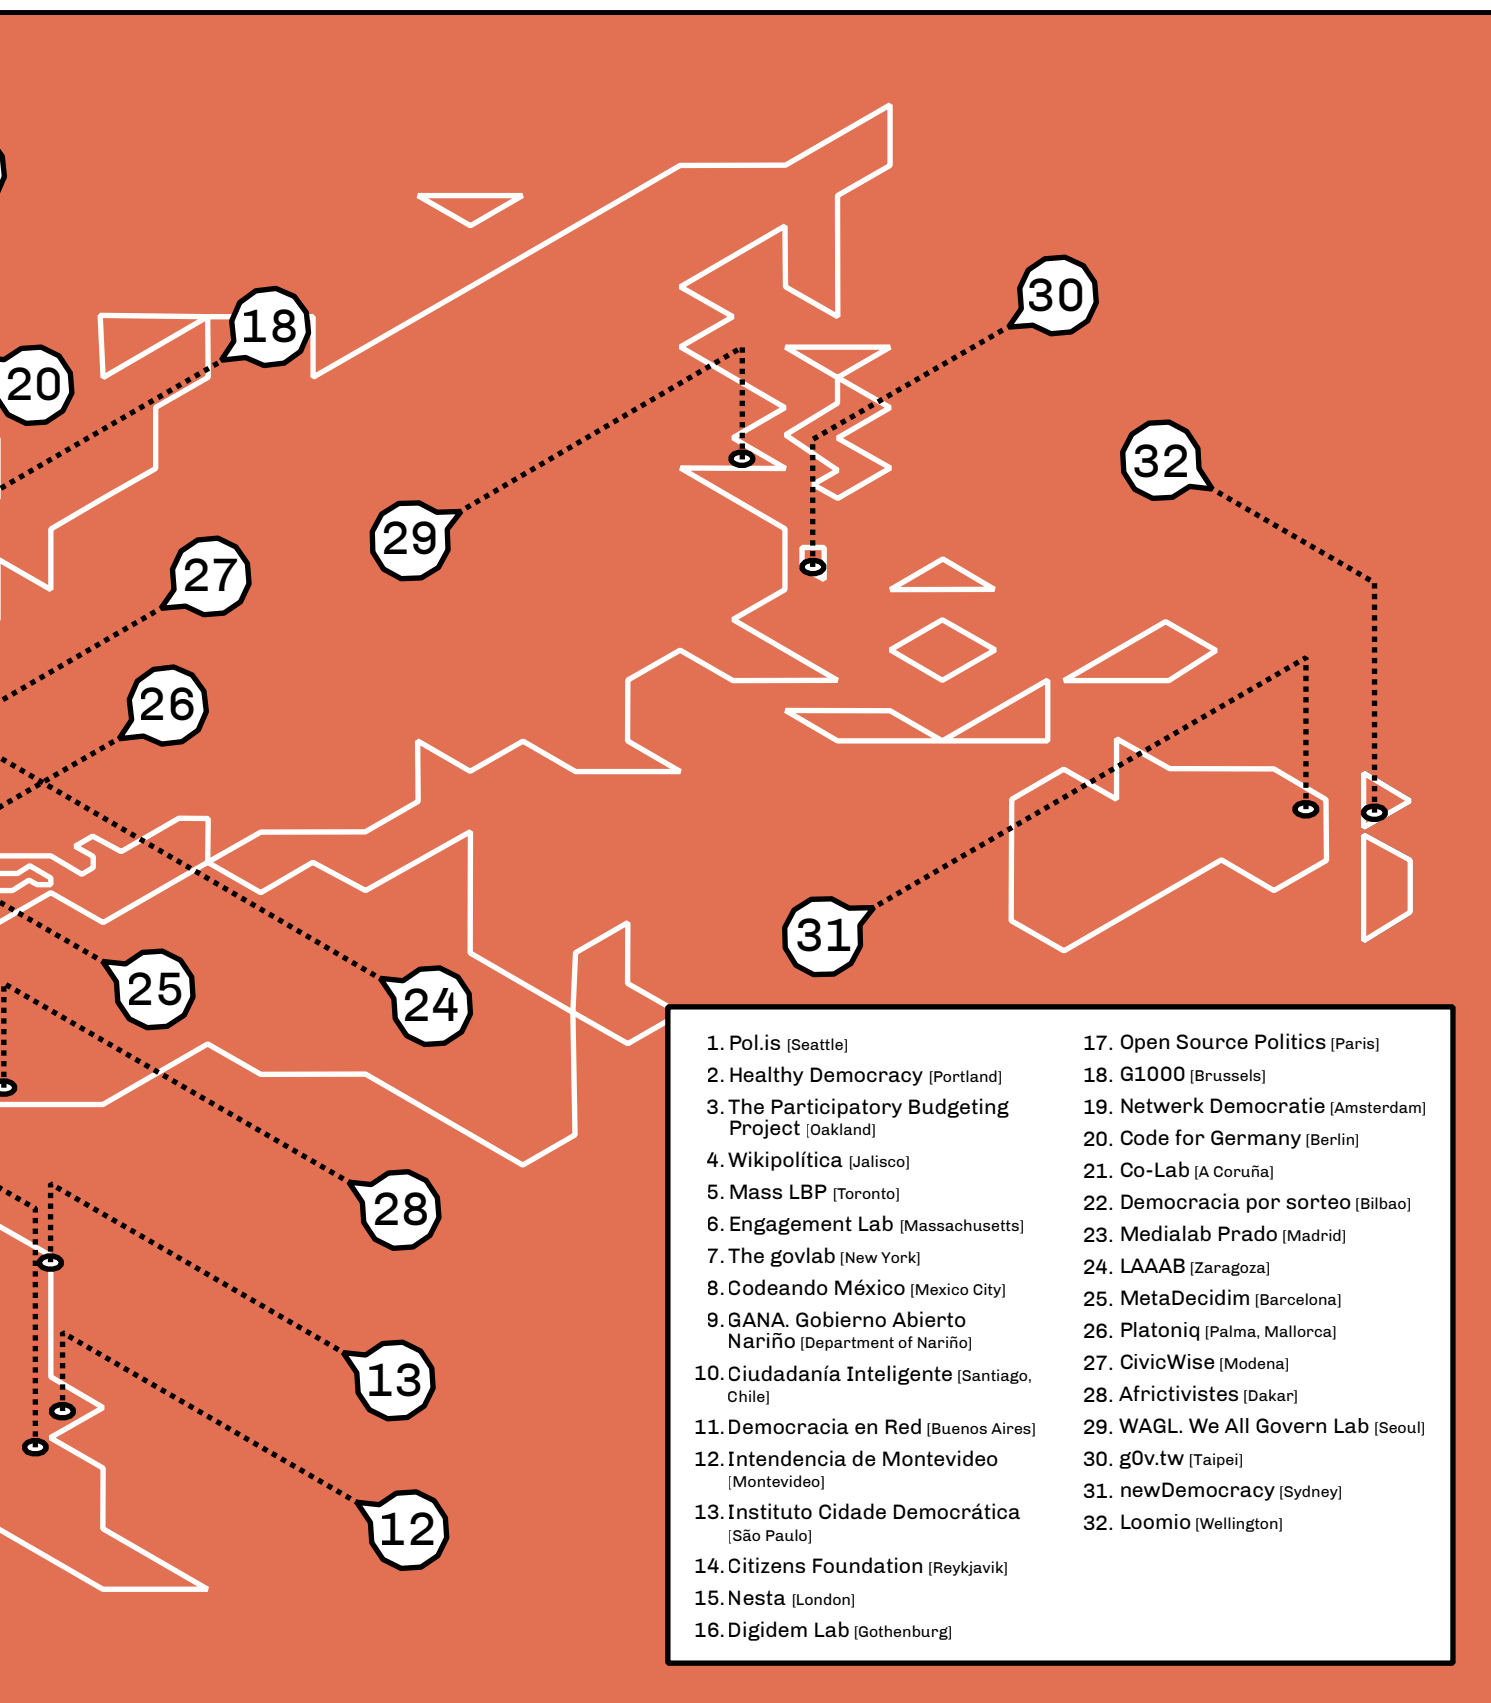 18
30
20
32
29
27
26
31
25
24
28
13
12
1. Pol.is [Seattle]
2. Healthy Democracy [Portland]
3. The Participatory Budgeting
Project [Oakland]
4. Wikipolítica [Jalisco]
5. Mass LBP [Toronto]
6. Engagement Lab [Massachusetts]
7. The govlab [New York]
8. Codeando México [Mexico City]
9. GANA. Gobierno Abierto
Nariño [Department of Nariño]
10. Ciudadanía Inteligente [Santiago,
Chile]
11. Democracia en Red [Buenos Aires]
12. Intendencia de Montevideo
[Montevideo]
13. Instituto Cidade Democrática
[São Paulo]
14. Citizens Foundation [Reykjavik]
15. Nesta [London]
16. Digidem Lab [Gothenburg]
17. Open Source Politics [Paris]
18. G1000 [Brussels]
19. Netwerk Democratie [Amsterdam]
20. Code for Germany [Berlin]
21. Co-Lab [A Coruña]
22. Democracia por sorteo [Bilbao]
23. Medialab Prado [Madrid]
24. LAAAB [Zaragoza]
25. MetaDecidim [Barcelona]
26. Platoniq [Palma, Mallorca]
27. CivicWise [Modena]
28. Africtivistes [Dakar]
29. WAGL. We All Govern Lab [Seoul]
30. g0v.tw [Taipei]
31. newDemocracy [Sydney]
32. Loomio [Wellington]